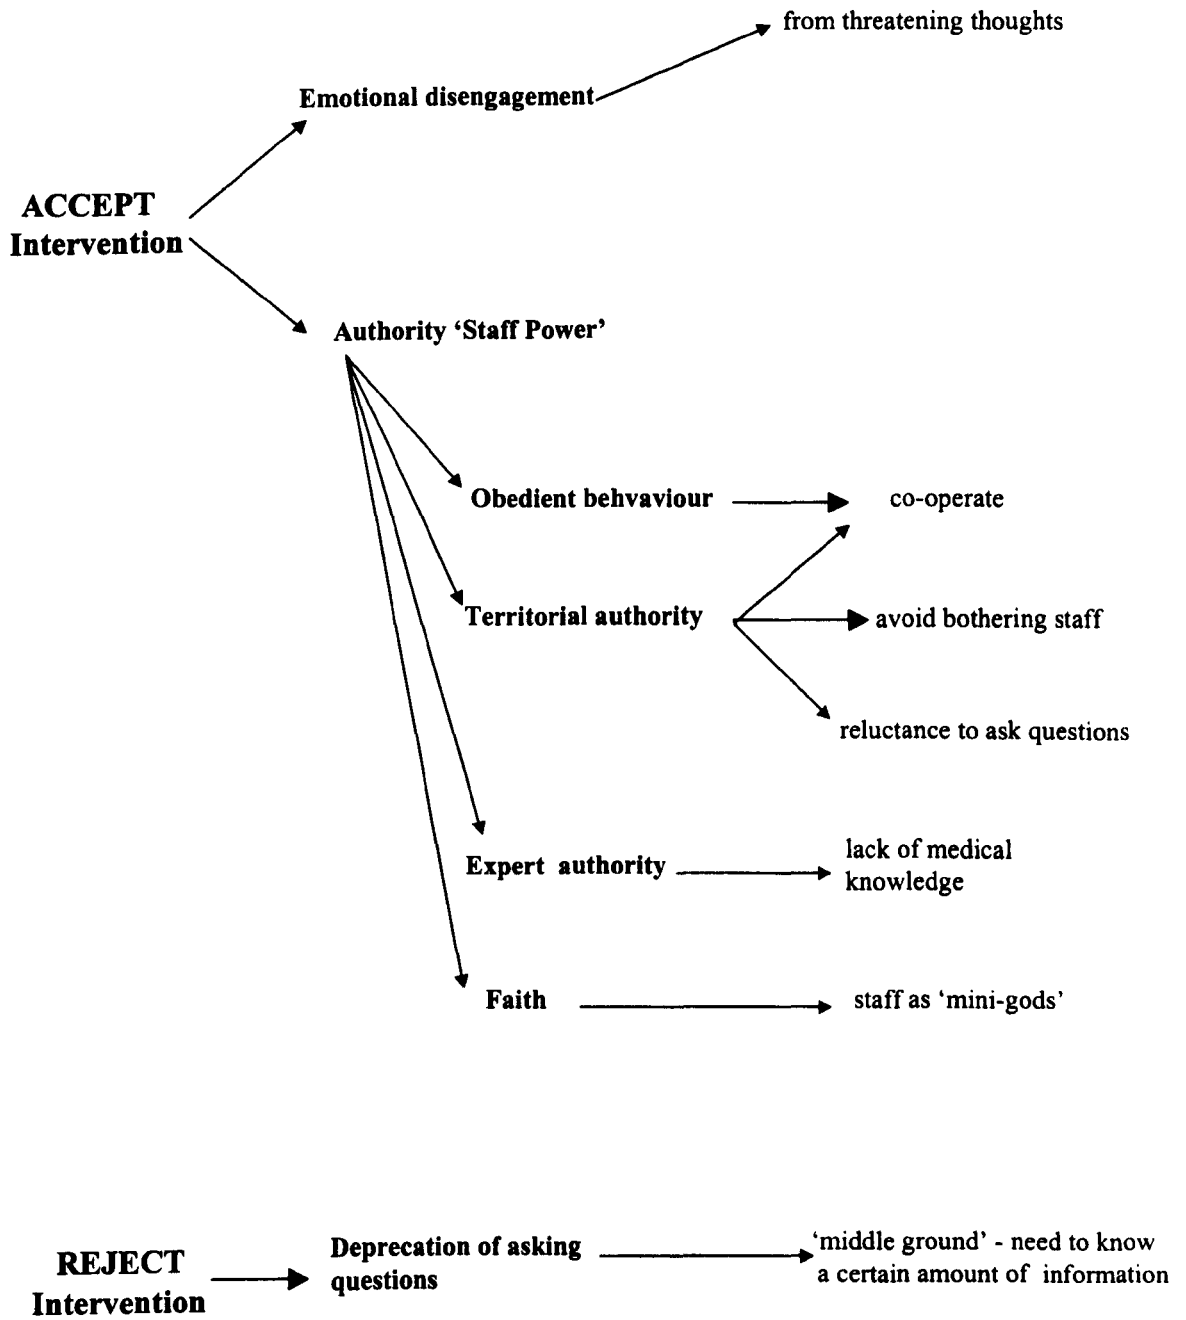 from threatening thoughts
Emotional disengagement
ACCEPT
Intervention
Authority ‘Staff Power’
Obedient behvaviour
co-operate
Territorial authority
avoid bothering staff
reluctance to ask questions
Expert authority
lack of medical
knowledge
Faith
staff as ‘mini-gods’
REJECT
Intervention
Deprecation of asking
questions
‘middle ground’ - need to know
a certain amount of information